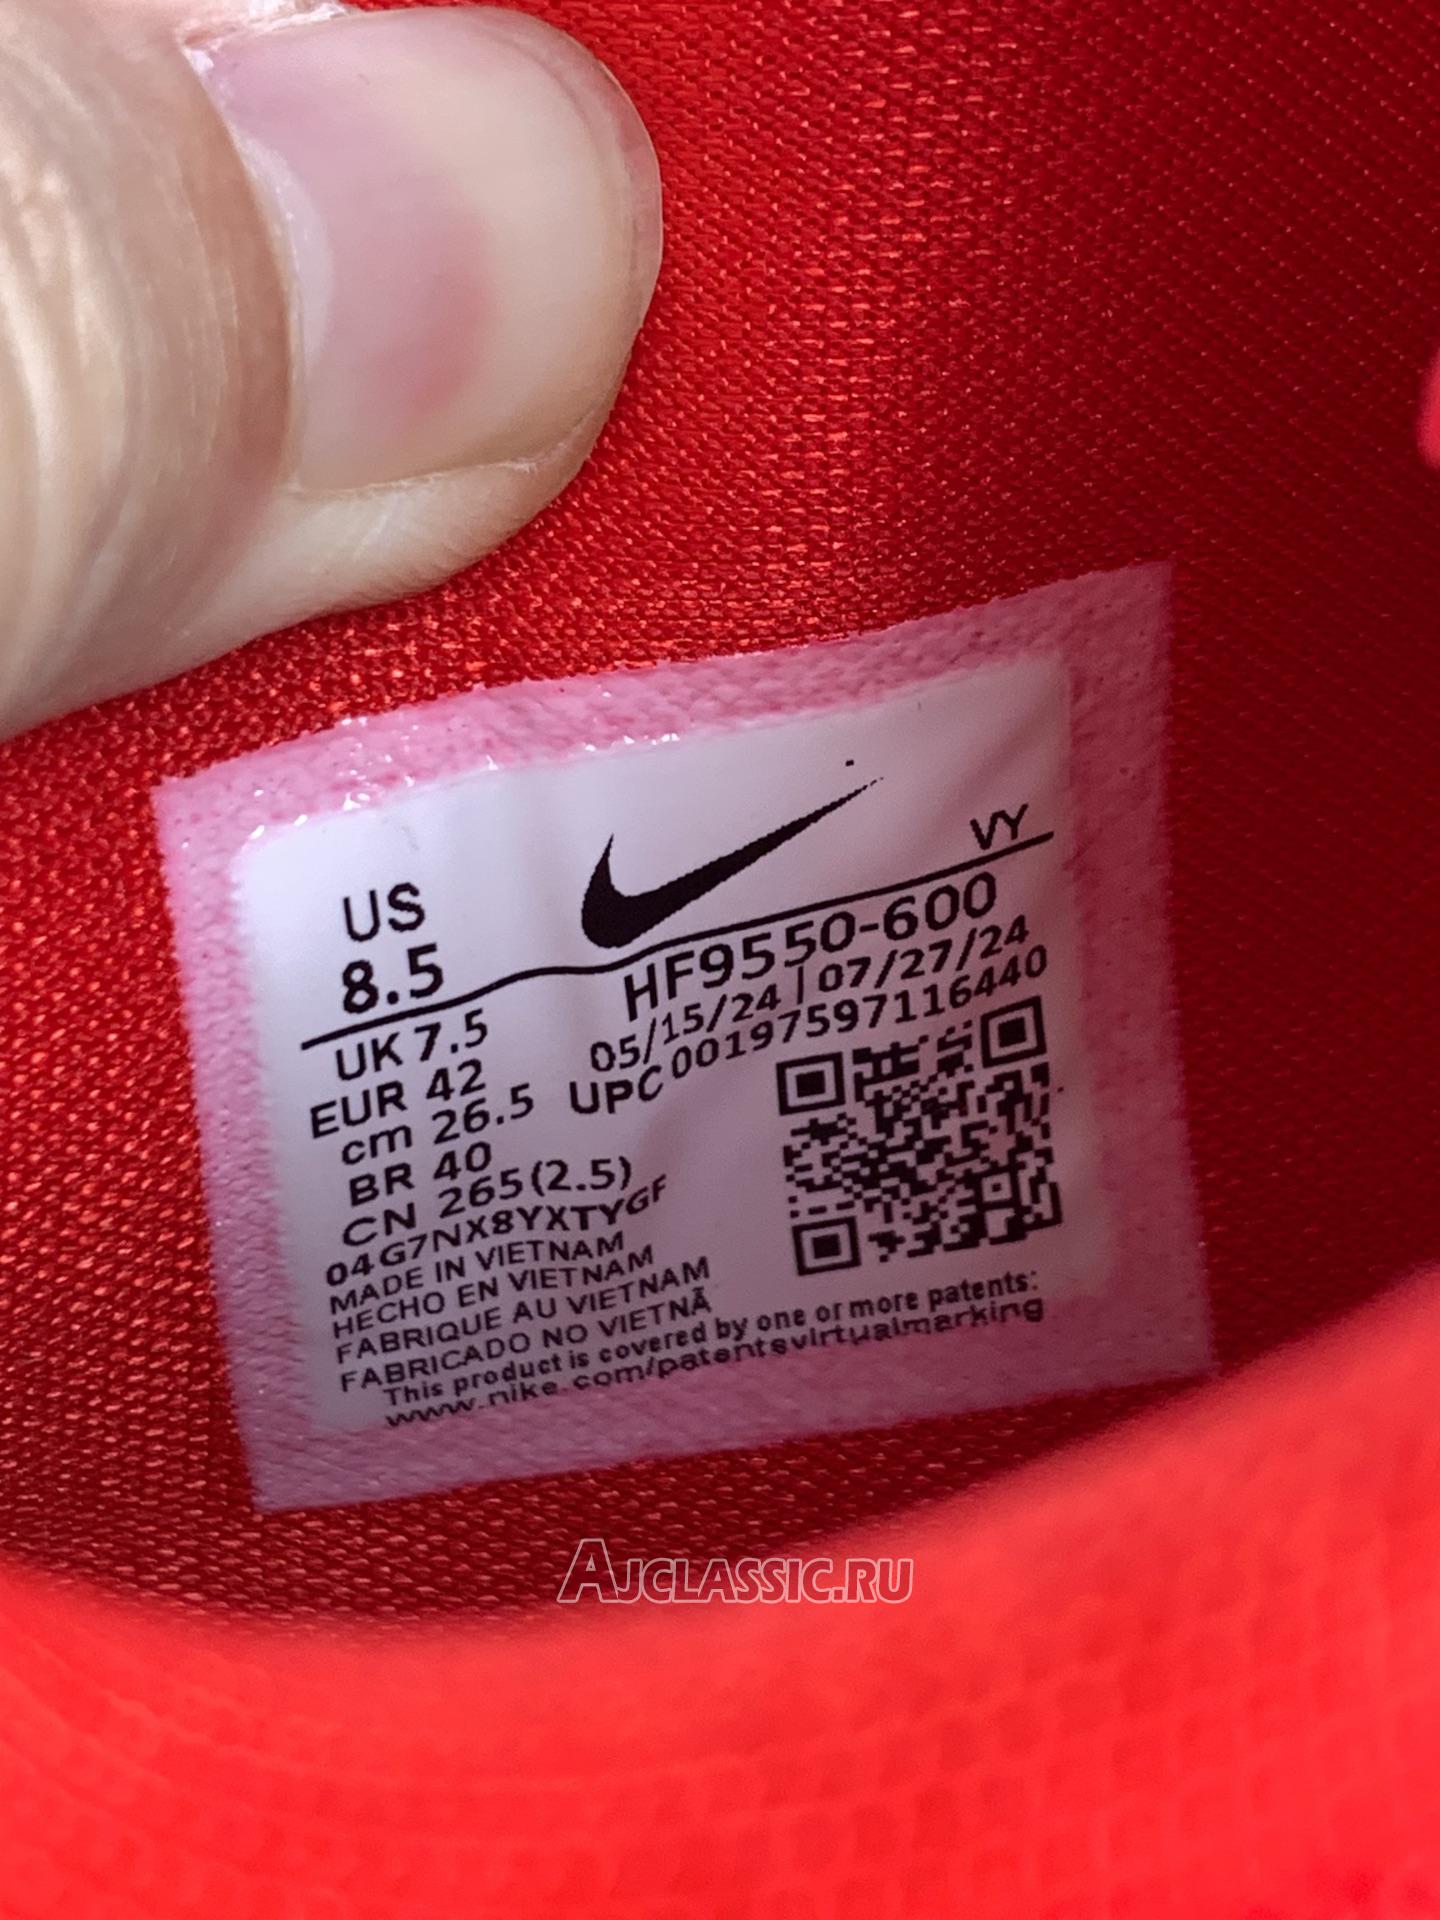 VY
US
8.5
HF9550-600
05/15/24 | 07/27/24
UPC 00197597116440
UK 7.5
EUR 42
cm 26.5
BR 40
CN 265(2.5)
04G7NX8YXTYGF
MADE IN VIETNAM
HECHO EN VIETNAM
FABRIQUE AU VIETNAM
FABRICADO NO VIETNÃ
This product is covered by one or more patents:
www.nike.com/patentsvirtualmarking
AJCLASSIC.RU